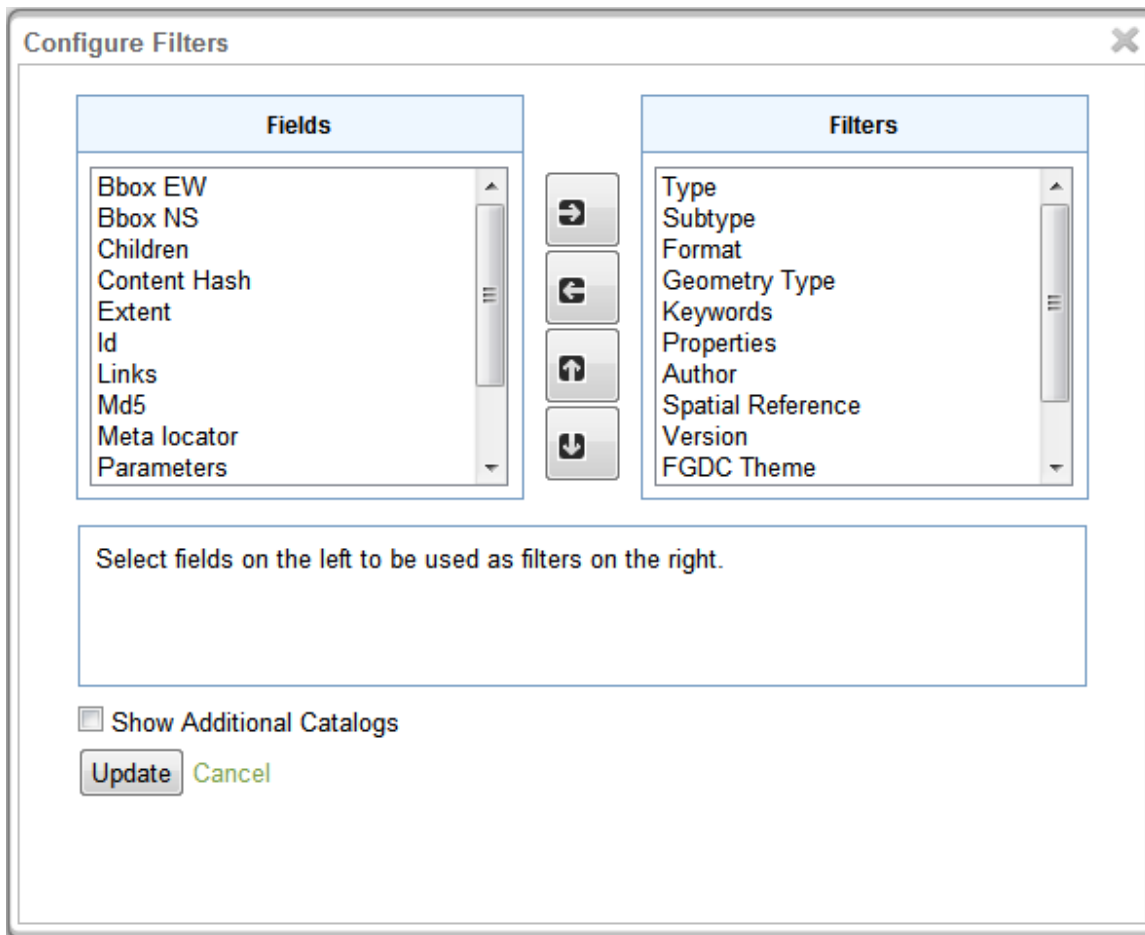 Configure Filters
Fields
Bbox EW
Bbox NS
Children
Content Hash
Extent
Id
Links
Md5
Meta locator
Parameters
Filters
Type
Subtype
Format
Geometry Type
Keywords
Properties
Author
Spatial Reference
Version
FGDC Theme
Select fields on the left to be used as filters on the right.
Show Additional Catalogs
Update Cancel